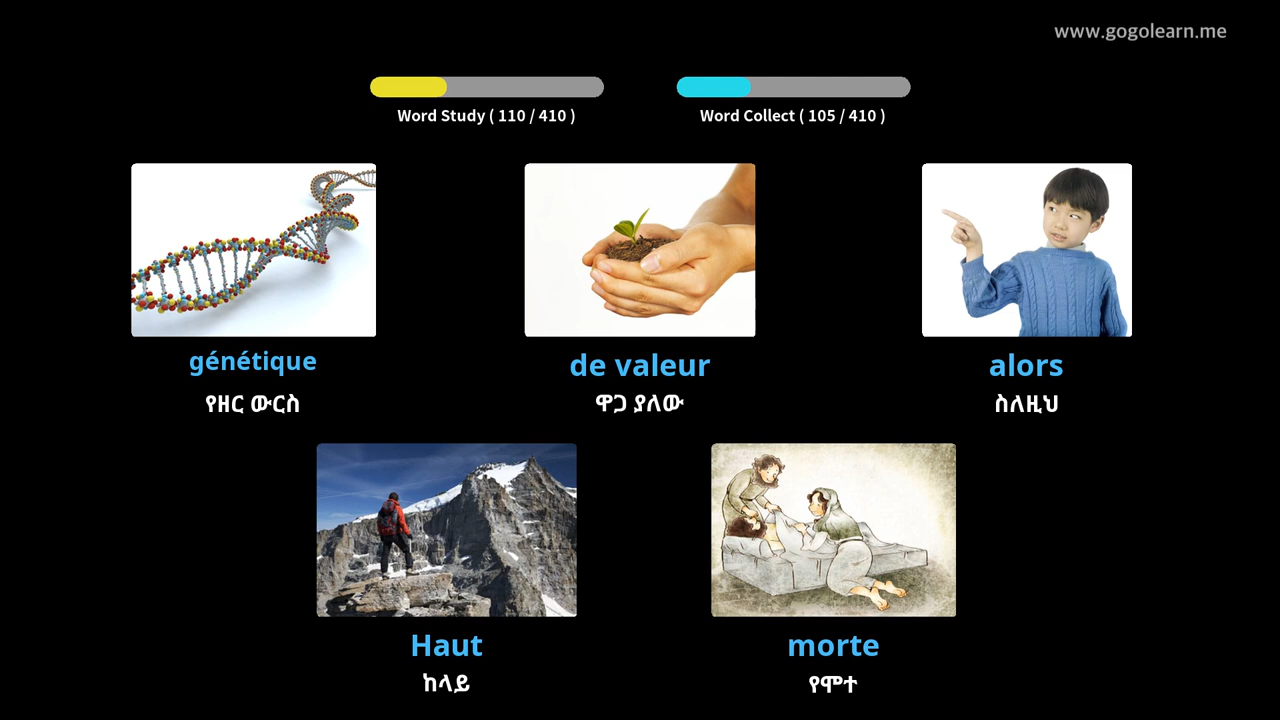 www.gogolearn.me
Word Study ( 110 / 410 )
Word Collect ( 105 / 410 )
génétique
የዘር ውርስ
de valeur
ዋጋ ያለው
alors
ስለዚህ
Haut
ከላይ
morte
የሞተ